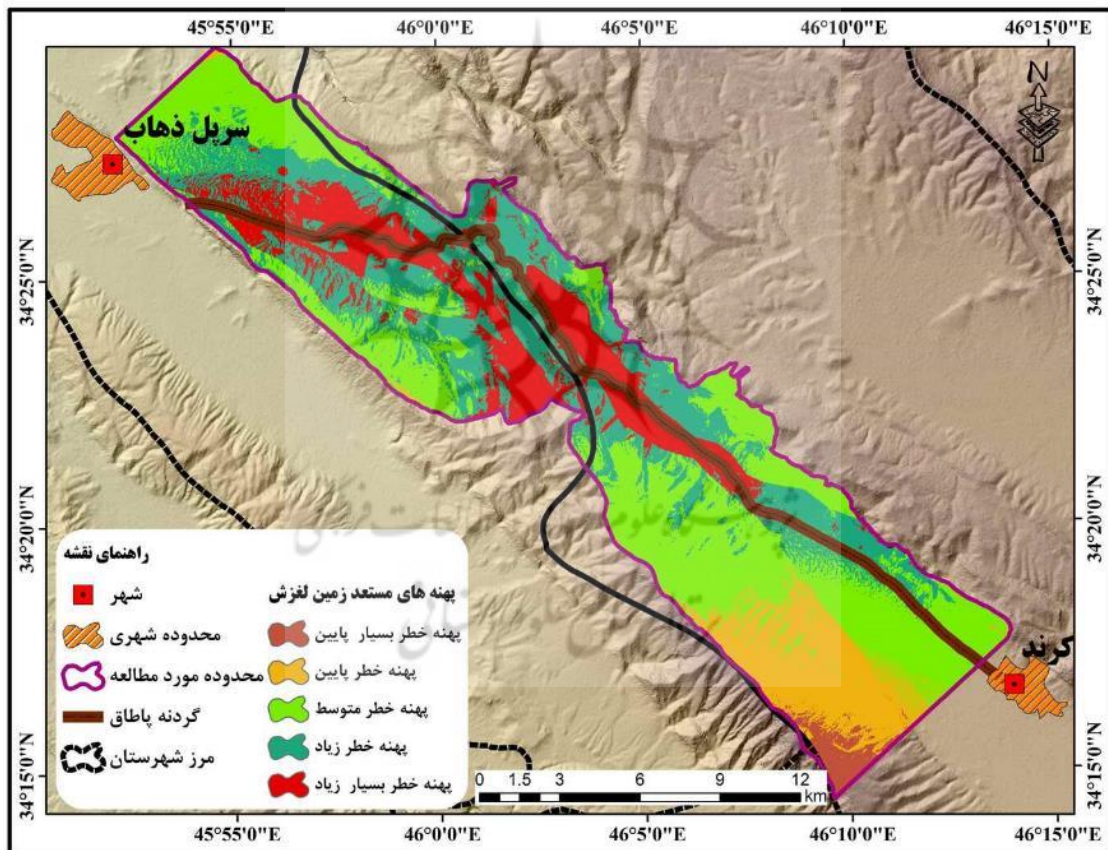 45°55'0"E 46°0'0"E 46°5'0"E 46°10'0"E 46°15'0"E
N
سرپل ذهاب
34°25'0"N 34°25'0"N
34°20'0"N 34°20'0"N
34°15'0"N 34°15'0"N
کرند
راهنمای نقشه
شهر
محدوده شهری
محدوده مورد مطالعه
گردنه پاطاق
مرز شهرستان
پهنه های مستعد زمین لغزش
پهنه خطر بسیار پایین
پهنه خطر پایین
پهنه خطر متوسط
پهنه خطر زیاد
پهنه خطر بسیار زیاد
0 1.5 3 6 9 12
km
45°55'0"E 46°0'0"E 46°5'0"E 46°10'0"E 46°15'0"E